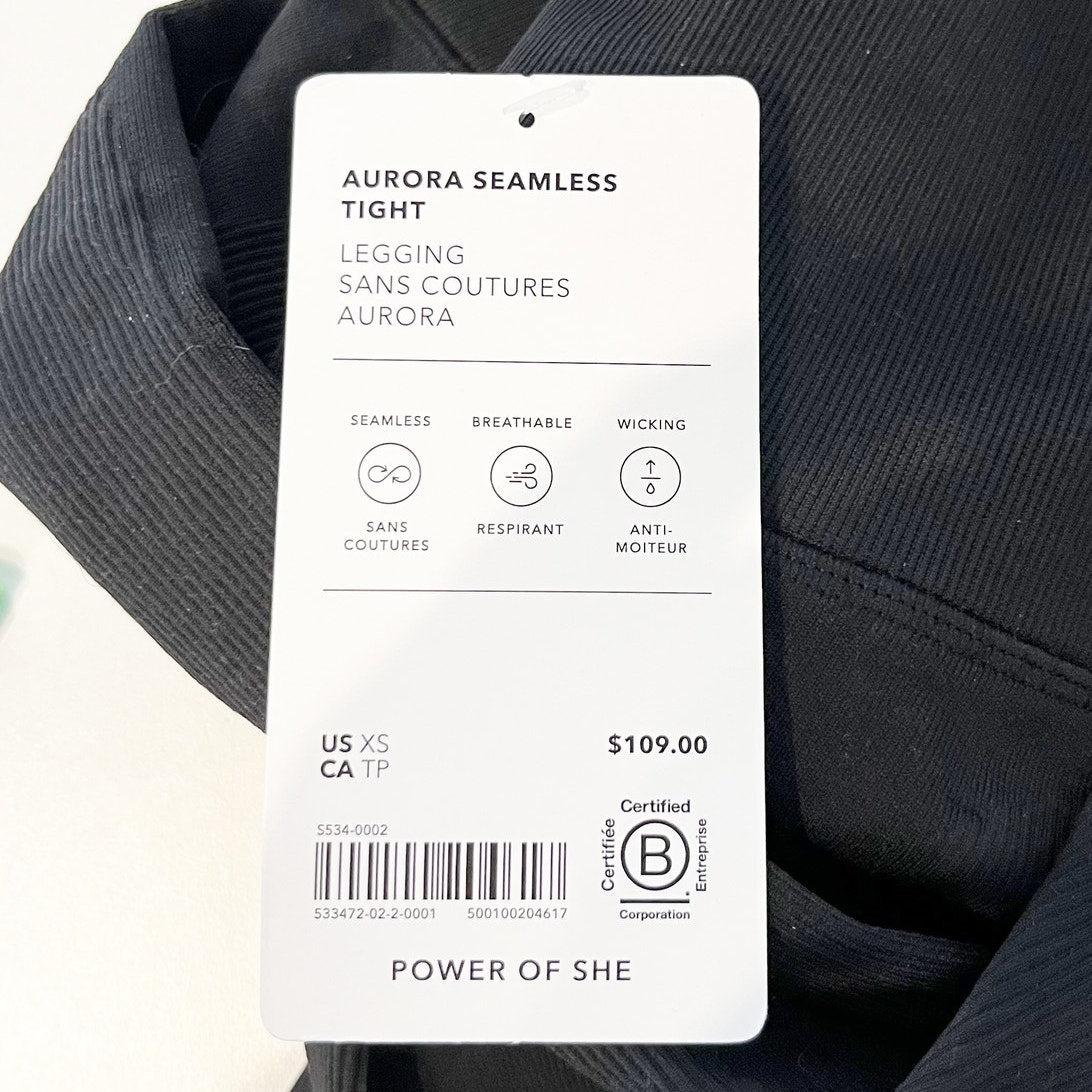 AURORA SEAMLESS
TIGHT
LEGGING
SANS COUTURES
AURORA
SEAMLESS
SANS
COUTURES
BREATHABLE
RESPIRANT
WICKING
ANTI-
MOITEUR
US XS
CA TP
$109.00
S534-0002
533472-02-2-0001 500100204617
Certified
Certifiée
B
Entreprise
Corporation
POWER OF SHE